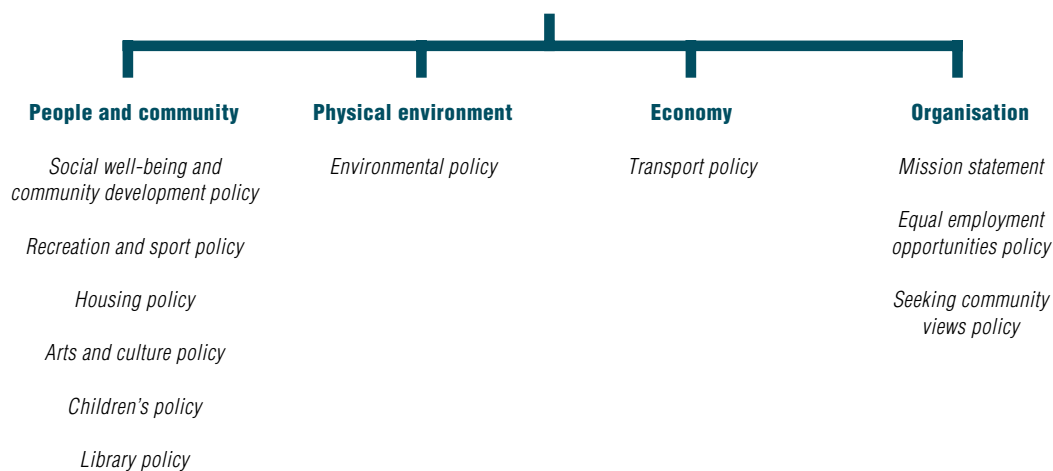 People and community
Social well-being and
community development policy
Recreation and sport policy
Housing policy
Arts and culture policy
Children's policy
Library policy
Physical environment
Environmental policy
Economy
Transport policy
Organisation
Mission statement
Equal employment
opportunities policy
Seeking community
views policy